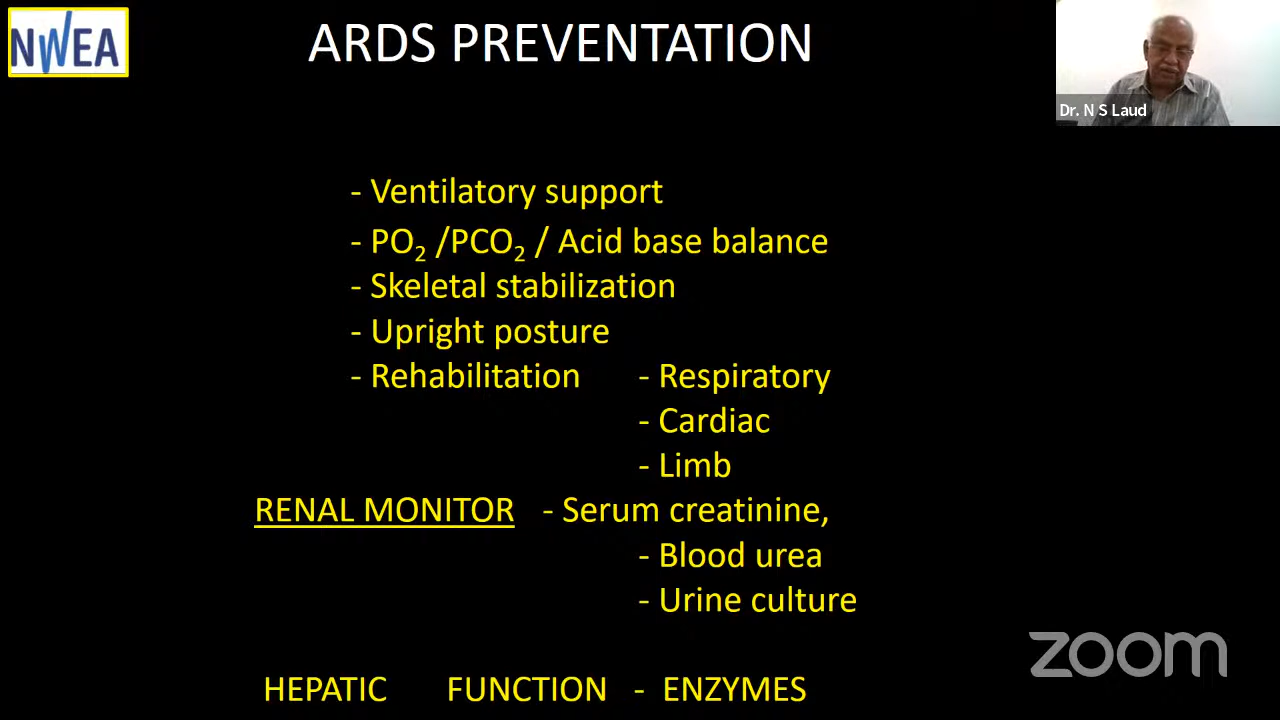 NWEA
ARDS PREVENTATION
Dr. N S Laud
- Ventilatory support
- PO₂ /PCO₂ / Acid base balance
- Skeletal stabilization
- Upright posture
- Rehabilitation - Respiratory
- Cardiac
- Limb
RENAL MONITOR - Serum creatinine,
- Blood urea
- Urine culture
zoom
HEPATIC FUNCTION - ENZYMES